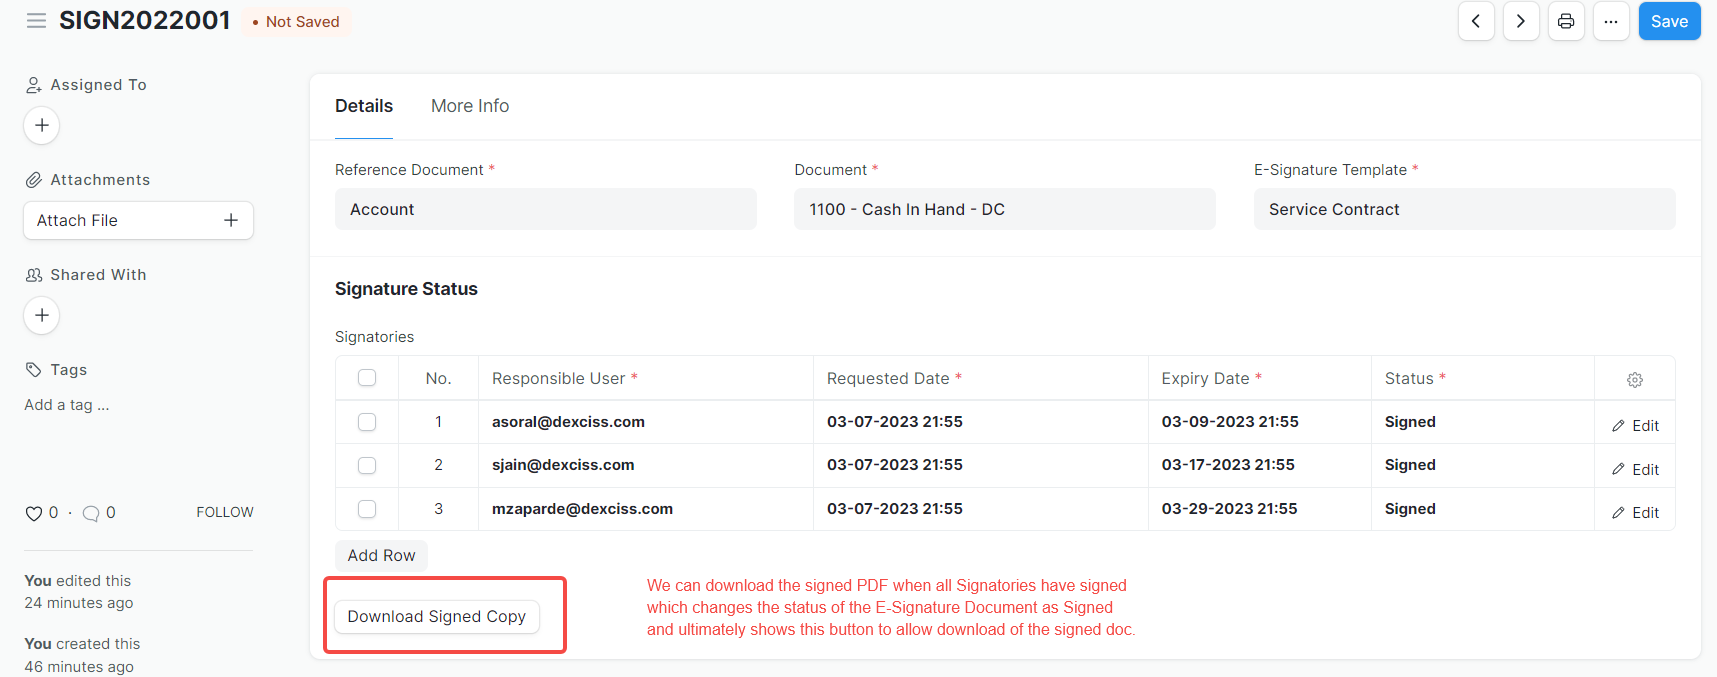 SIGN2022001 • Not Saved
Save
Assigned To
Attachments
Attach File
Shared With
Tags
Add a tag ...
0 · 0 FOLLOW
You edited this
24 minutes ago
You created this
46 minutes ago
Details More Info
Reference Document * Document * E-Signature Template *
Account 1100 - Cash In Hand - DC Service Contract
Signature Status
Signatories
No. Responsible User * Requested Date * Expiry Date * Status *
1 asoral@dexciss.com 03-07-2023 21:55 03-09-2023 21:55 Signed Edit
2 sjain@dexciss.com 03-07-2023 21:55 03-17-2023 21:55 Signed Edit
3 mzaparde@dexciss.com 03-07-2023 21:55 03-29-2023 21:55 Signed Edit
Add Row
Download Signed Copy
We can download the signed PDF when all Signatories have signed
which changes the status of the E-Signature Document as Signed
and ultimately shows this button to allow download of the signed doc.